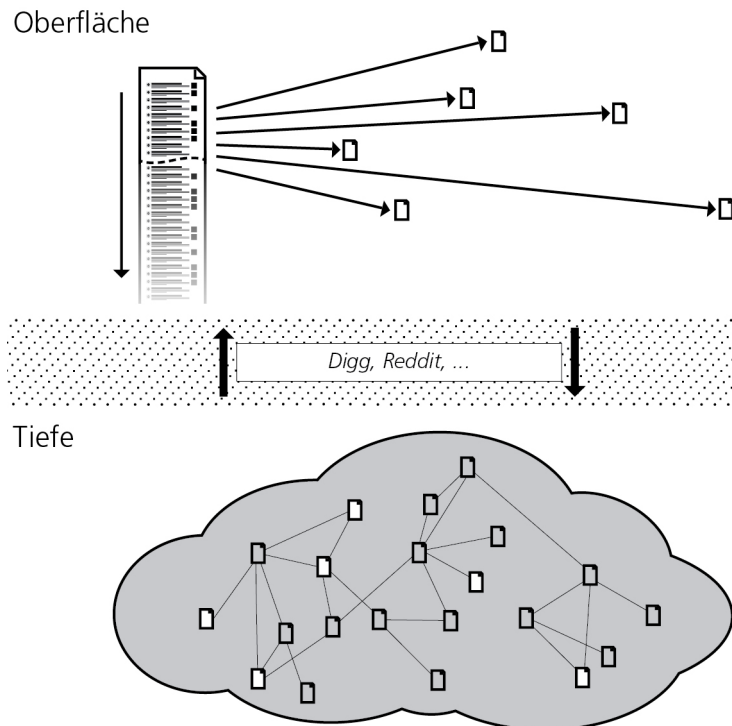 Oberfläche
Digg, Reddit, ...
Tiefe